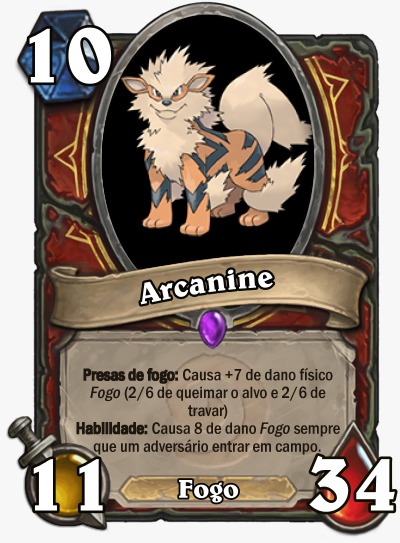 10
Arcanine
Presas de fogo: Causa +7 de dano físico
Fogo (2/6 de queimar o alvo e 2/6 de
travar)
Habilidade: Causa 8 de dano Fogo sempre
que um adversário entrar em campo.
11
Fogo
34